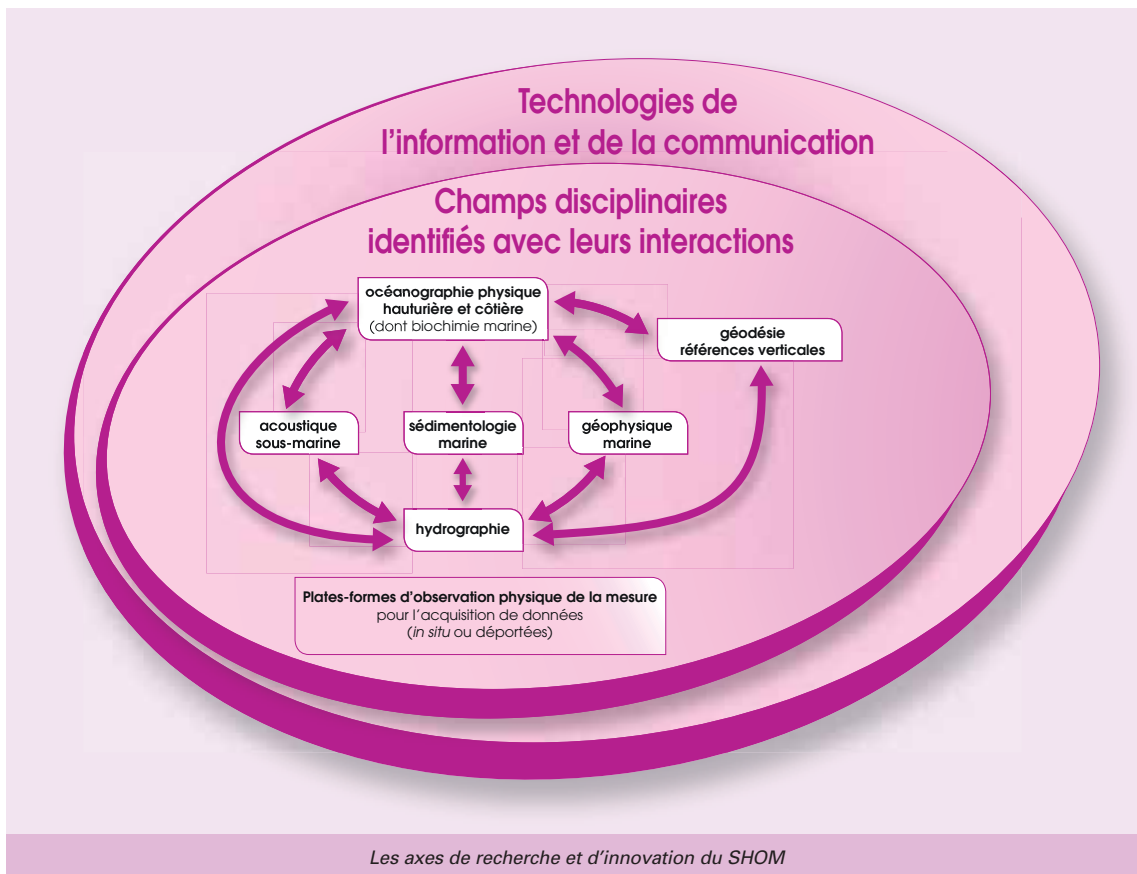 Technologies de
l'information et de la communication
Champs disciplinaires
identifiés avec leurs interactions
océanographie physique
hauturière et côtière
(dont biochimie marine)
géodésie
références verticales
acoustique
sous-marine
sédimentologie
marine
géophysique
marine
hydrographie
Plates-formes d'observation physique de la mesure
pour l'acquisition de données
(in situ ou déportées)
Les axes de recherche et d'innovation du SHOM